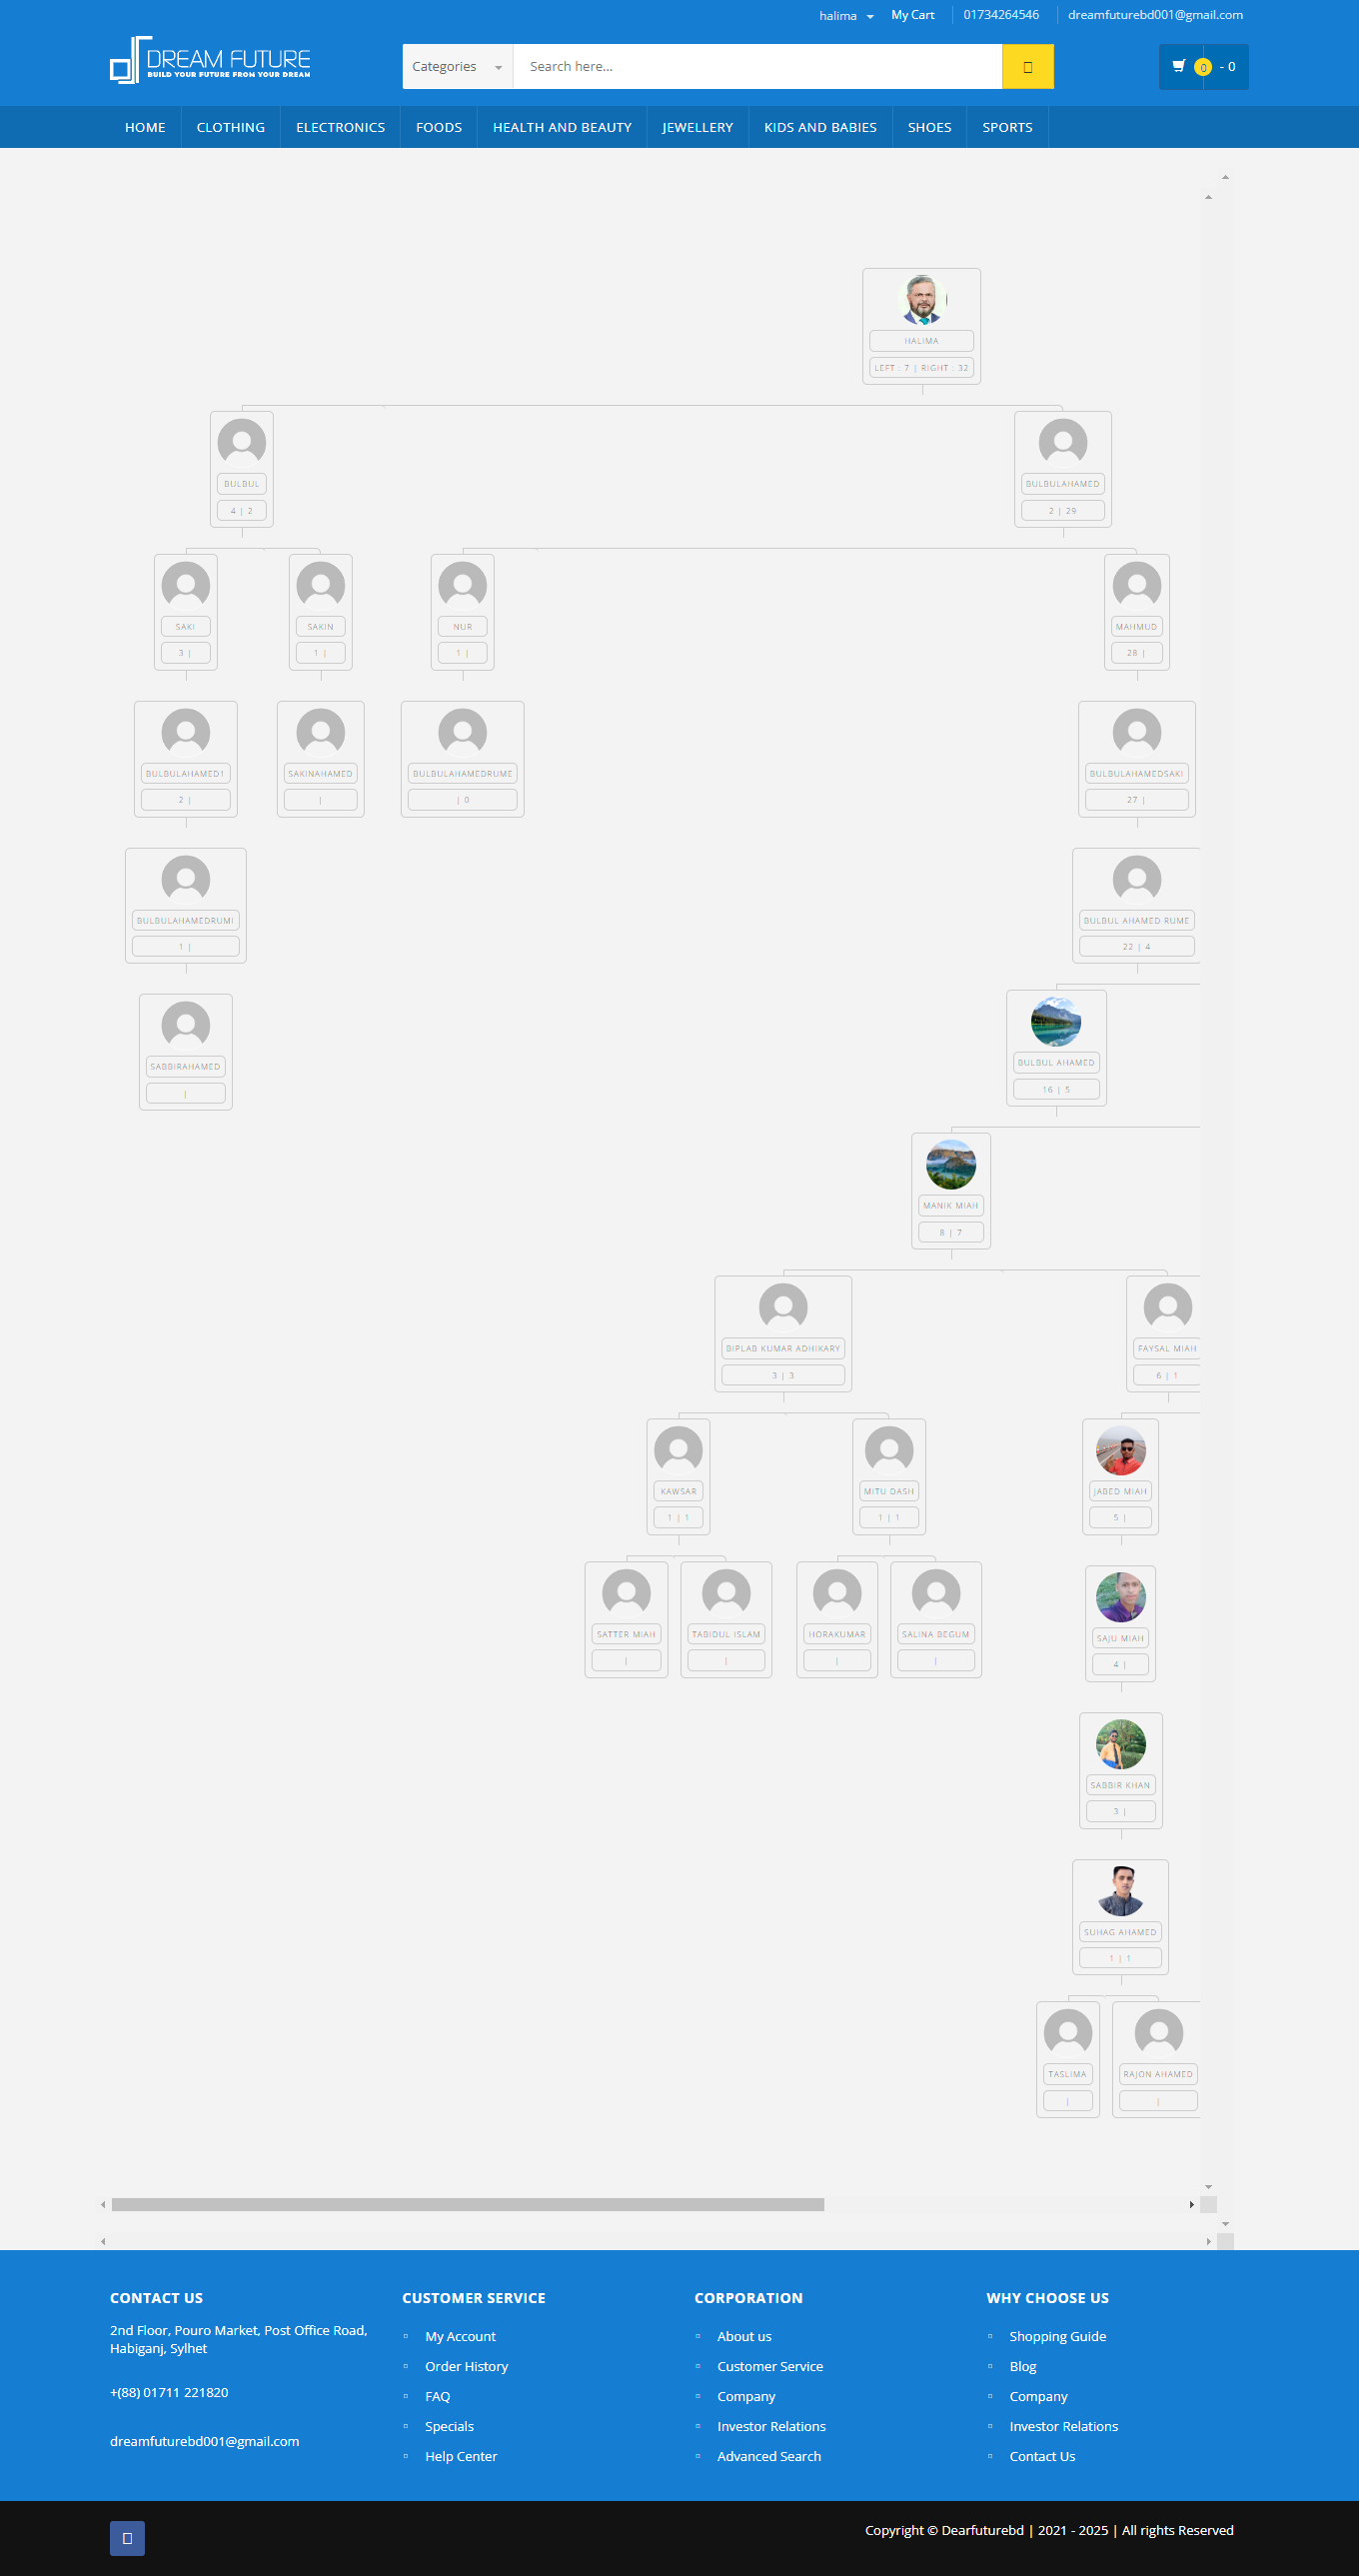 halima
My Cart
01734264546
dreamfuturebd001@gmail.com
DREAM FUTURE
BUILD YOUR FUTURE FROM YOUR DREAM
Categories
Search here...
0 - 0
HOME
CLOTHING
ELECTRONICS
FOODS
HEALTH AND BEAUTY
JEWELLERY
KIDS AND BABIES
SHOES
SPORTS
HALIMA
LEFT : 7 | RIGHT : 32
BULBUL
4 | 2
BULBULAHAMED
2 | 29
SAKI
3 |
SAKIN
1 |
NUR
1 |
MAHMUD
28 |
BULBULAHAMED1
2 |
SAKINAHAMED
|
BULBULAHAMEDRUME
| 0
BULBULAHAMEDSAKI
27 |
BULBULAHAMEDRUMI
1 |
BULBUL AHAMED RUME
22 | 4
SABBIRAHAMED
|
BULBUL AHAMED
16 | 5
MANIK MIAH
8 | 7
BIPLAB KUMAR ADHIKARY
3 | 3
FAYSAL MIAH
6 | 1
KAWSAR
1 | 1
MITU DASH
1 | 1
JABED MIAH
5 |
SATTER MIAH
|
TABIDUL ISLAM
|
HORAKUMAR
|
SALINA BEGUM
|
SAJU MIAH
4 |
SABBIR KHAN
3 |
SUHAG AHAMED
1 | 1
TASLIMA
|
RAJON AHAMED
|
CONTACT US
2nd Floor, Pouro Market, Post Office Road,
Habiganj, Sylhet
+(88) 01711 221820
dreamfuturebd001@gmail.com
CUSTOMER SERVICE
My Account
Order History
FAQ
Specials
Help Center
CORPORATION
About us
Customer Service
Company
Investor Relations
Advanced Search
WHY CHOOSE US
Shopping Guide
Blog
Company
Investor Relations
Contact Us
Copyright © Dearfuturebd | 2021 - 2025 | All rights Reserved